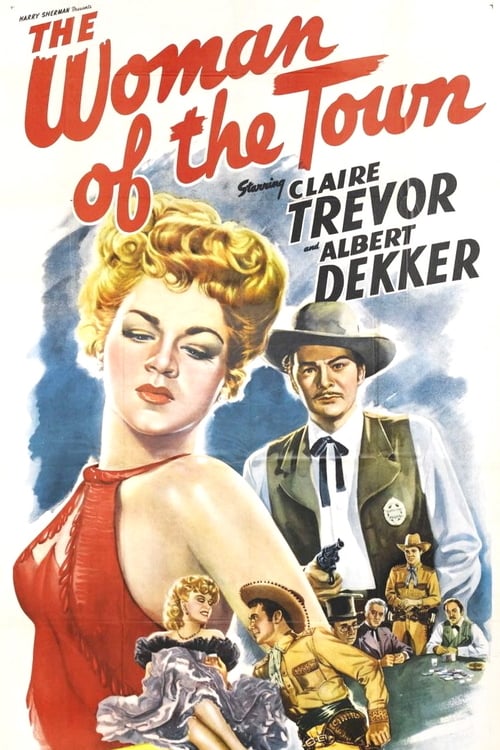 HARRY SHERMAN Presents
THE
WOMAN
OF THE TOWN
Starring CLAIRE
TREVOR
and ALBERT
DEKKER